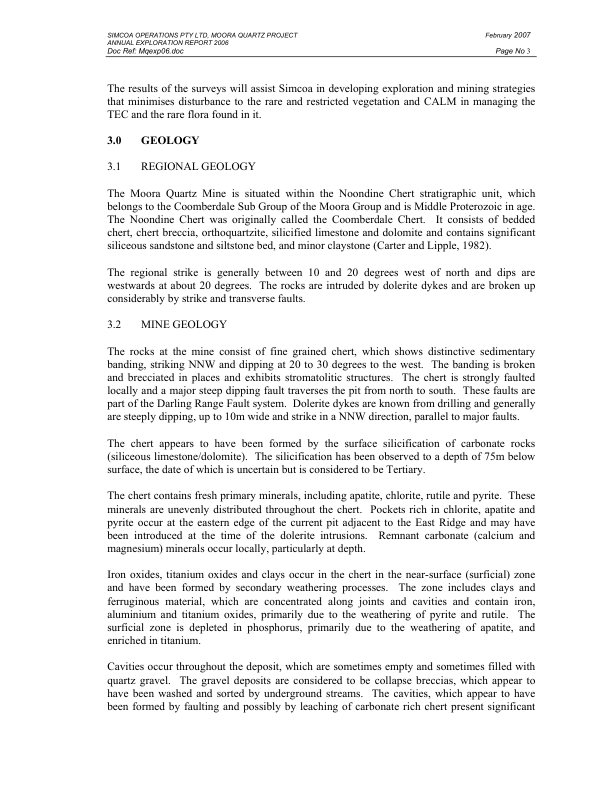 SIMCOA OPERATIONS PTY LTD, MOORA QUARTZ PROJECT February 2007
ANNUAL EXPLORATION REPORT 2006
Doc Ref: Mqexp06.doc Page No 3
The results of the surveys will assist Simcoa in developing exploration and mining strategies
that minimises disturbance to the rare and restricted vegetation and CALM in managing the
TEC and the rare flora found in it.
3.0 GEOLOGY
3.1 REGIONAL GEOLOGY
The Moora Quartz Mine is situated within the Noondine Chert stratigraphic unit, which
belongs to the Coomberdale Sub Group of the Moora Group and is Middle Proterozoic in age.
The Noondine Chert was originally called the Coomberdale Chert. It consists of bedded
chert, chert breccia, orthoquartzite, silicified limestone and dolomite and contains significant
siliceous sandstone and siltstone bed, and minor claystone (Carter and Lipple, 1982).
The regional strike is generally between 10 and 20 degrees west of north and dips are
westwards at about 20 degrees. The rocks are intruded by dolerite dykes and are broken up
considerably by strike and transverse faults.
3.2 MINE GEOLOGY
The rocks at the mine consist of fine grained chert, which shows distinctive sedimentary
banding, striking NNW and dipping at 20 to 30 degrees to the west. The banding is broken
and brecciated in places and exhibits stromatolitic structures. The chert is strongly faulted
locally and a major steep dipping fault traverses the pit from north to south. These faults are
part of the Darling Range Fault system. Dolerite dykes are known from drilling and generally
are steeply dipping, up to 10m wide and strike in a NNW direction, parallel to major faults.
The chert appears to have been formed by the surface silicification of carbonate rocks
(siliceous limestone/dolomite). The silicification has been observed to a depth of 75m below
surface, the date of which is uncertain but is considered to be Tertiary.
The chert contains fresh primary minerals, including apatite, chlorite, rutile and pyrite. These
minerals are unevenly distributed throughout the chert. Pockets rich in chlorite, apatite and
pyrite occur at the eastern edge of the current pit adjacent to the East Ridge and may have
been introduced at the time of the dolerite intrusions. Remnant carbonate (calcium and
magnesium) minerals occur locally, particularly at depth.
Iron oxides, titanium oxides and clays occur in the chert in the near-surface (surficial) zone
and have been formed by secondary weathering processes. The zone includes clays and
ferruginous material, which are concentrated along joints and cavities and contain iron,
aluminium and titanium oxides, primarily due to the weathering of pyrite and rutile. The
surficial zone is depleted in phosphorus, primarily due to the weathering of apatite, and
enriched in titanium.
Cavities occur throughout the deposit, which are sometimes empty and sometimes filled with
quartz gravel. The gravel deposits are considered to be collapse breccias, which appear to
have been washed and sorted by underground streams. The cavities, which appear to have
been formed by faulting and possibly by leaching of carbonate rich chert present significant